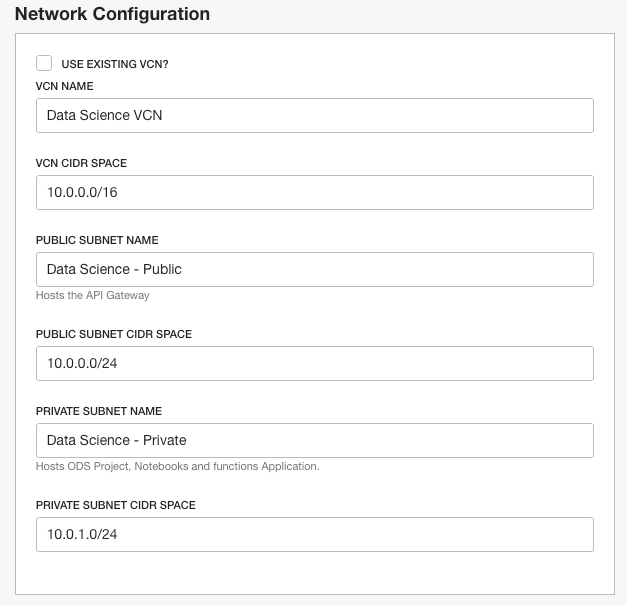 Network Configuration
USE EXISTING VCN?
VCN NAME
Data Science VCN
VCN CIDR SPACE
10.0.0.0/16
PUBLIC SUBNET NAME
Data Science - Public
Hosts the API Gateway
PUBLIC SUBNET CIDR SPACE
10.0.0.0/24
PRIVATE SUBNET NAME
Data Science - Private
Hosts ODS Project, Notebooks and functions Application.
PRIVATE SUBNET CIDR SPACE
10.0.1.0/24